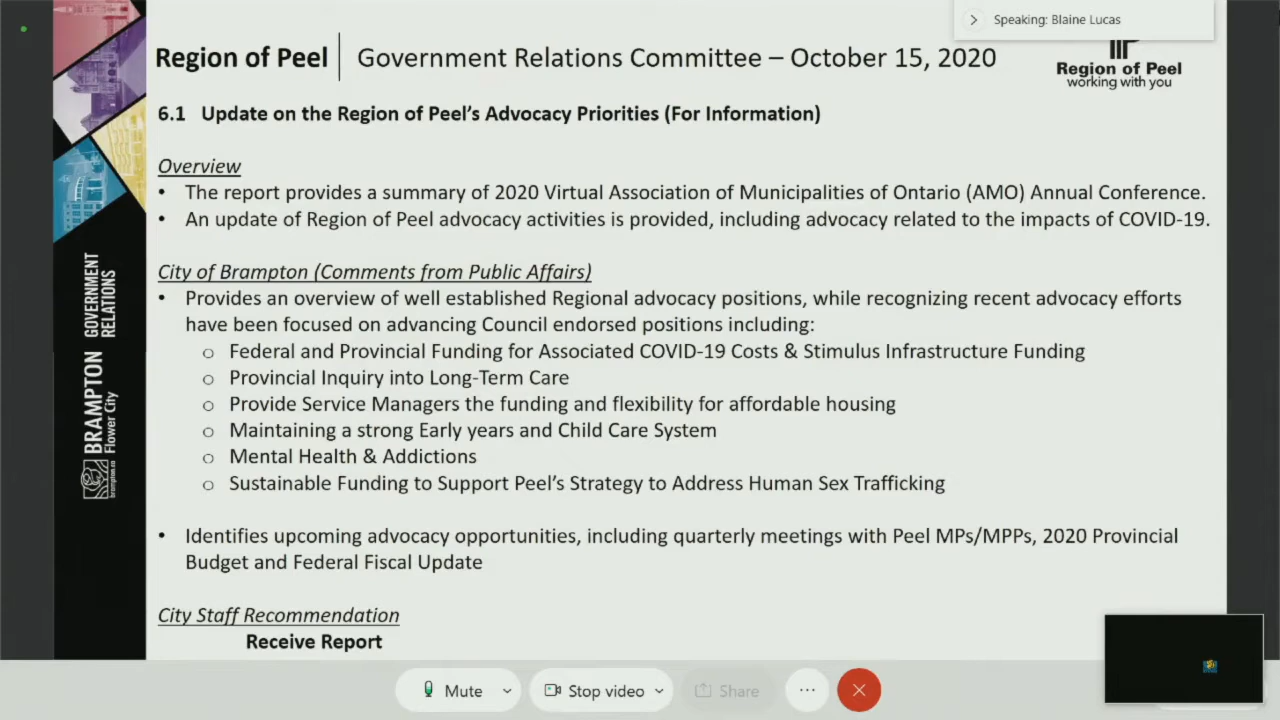 Speaking: Blaine Lucas
Region of Peel
Government Relations Committee – October 15, 2020
Region of Peel
working with you
6.1 Update on the Region of Peel's Advocacy Priorities (For Information)
Overview
• The report provides a summary of 2020 Virtual Association of Municipalities of Ontario (AMO) Annual Conference.
• An update of Region of Peel advocacy activities is provided, including advocacy related to the impacts of COVID-19.
City of Brampton (Comments from Public Affairs)
• Provides an overview of well established Regional advocacy positions, while recognizing recent advocacy efforts
have been focused on advancing Council endorsed positions including:
o Federal and Provincial Funding for Associated COVID-19 Costs & Stimulus Infrastructure Funding
o Provincial Inquiry into Long-Term Care
o Provide Service Managers the funding and flexibility for affordable housing
o Maintaining a strong Early years and Child Care System
o Mental Health & Addictions
o Sustainable Funding to Support Peel's Strategy to Address Human Sex Trafficking
• Identifies upcoming advocacy opportunities, including quarterly meetings with Peel MPs/MPPs, 2020 Provincial
Budget and Federal Fiscal Update
City Staff Recommendation
Receive Report
GOVERNMENT
RELATIONS
BRAMPTON
Flower City
brampton.ca
Mute
Stop video
Share